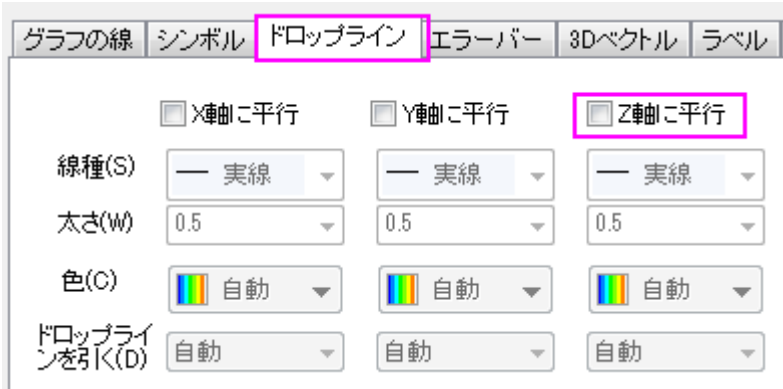 グラフの線 シンボル ドロップライン エラーバー 3Dベクトル ラベル
X軸に平行 Y軸に平行 Z軸に平行
線種(S) 実線 実線 実線
太さ(W) 0.5 0.5 0.5
色(C) 自動 自動 自動
ドロップライ
ンを引く(D) 自動 自動 自動